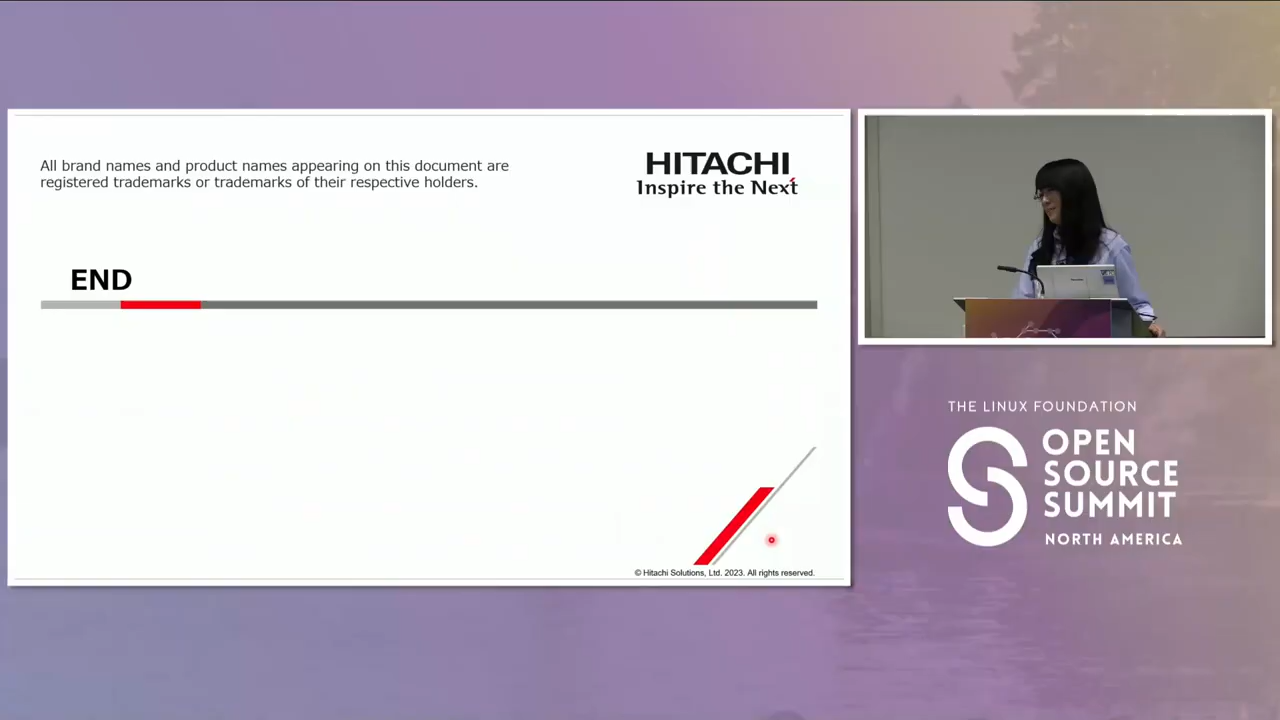 All brand names and product names appearing on this document are
registered trademarks or trademarks of their respective holders.
HITACHI
Inspire the Next
END
© Hitachi Solutions, Ltd. 2023. All rights reserved.
THE LINUX FOUNDATION
OPEN
SOURCE
SUMMIT
NORTH AMERICA